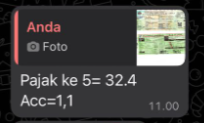 Anda
Foto
Pajak ke 5= 32.4
Acc=1,1
11.00